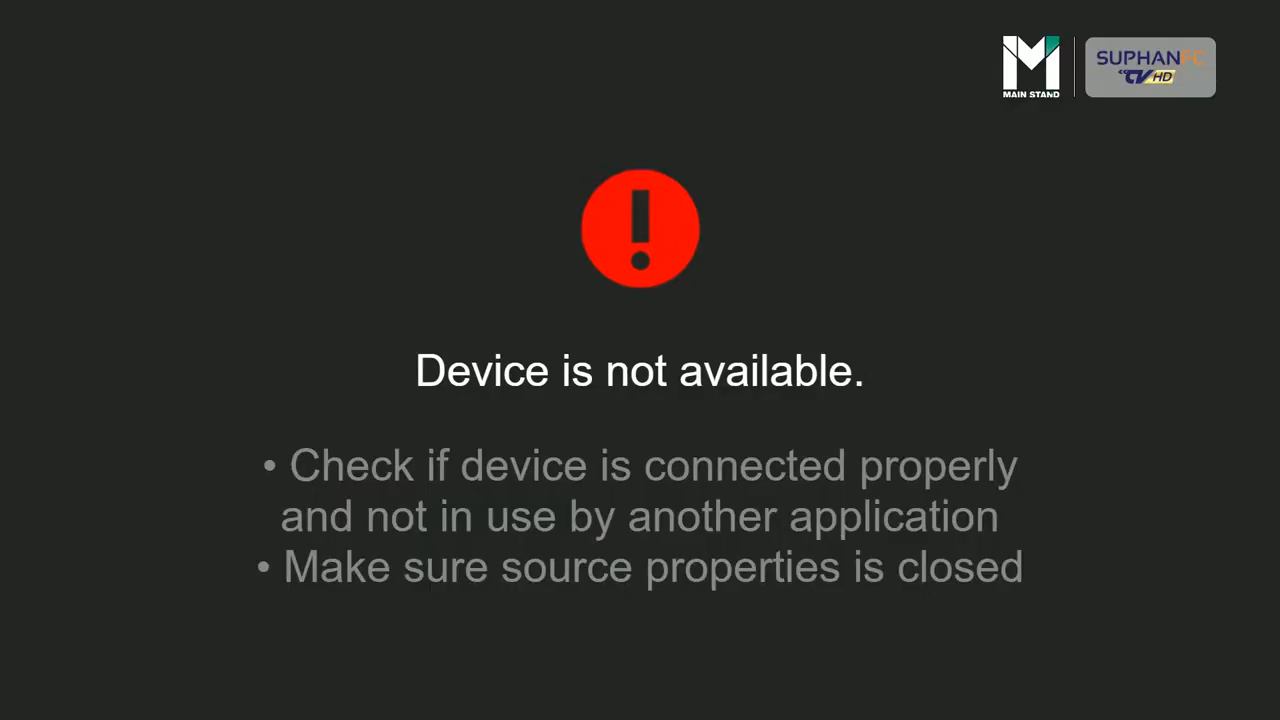 MAIN STAND
SUPHANFC
TV HD
Device is not available.
• Check if device is connected properly
and not in use by another application
• Make sure source properties is closed